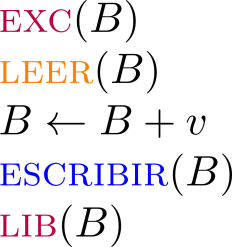 EXC(B)
LEER(B)
B ← B + v
ESCRIBIR(B)
LIB(B)